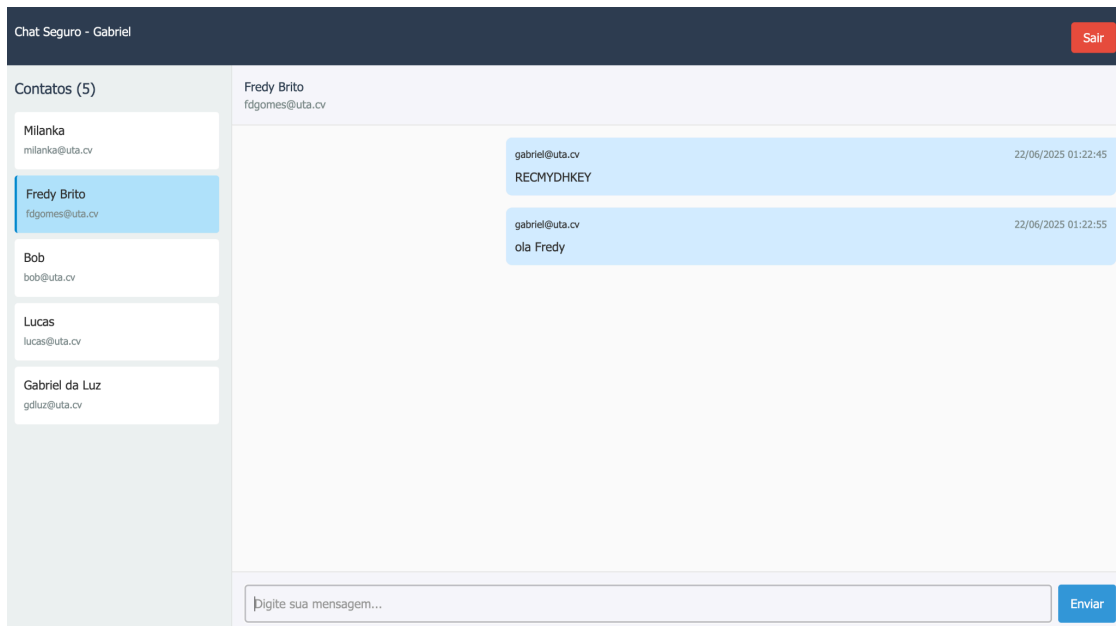 Chat Seguro - Gabriel
Sair
Contatos (5)
Milanka
milanka@uta.cv
Fredy Brito
fdgomes@uta.cv
Bob
bob@uta.cv
Lucas
lucas@uta.cv
Gabriel da Luz
gdluz@uta.cv
Fredy Brito
fdgomes@uta.cv
gabriel@uta.cv 22/06/2025 01:22:45
RECMYDHKEY
gabriel@uta.cv 22/06/2025 01:22:55
ola Fredy
Digite sua mensagem...
Enviar